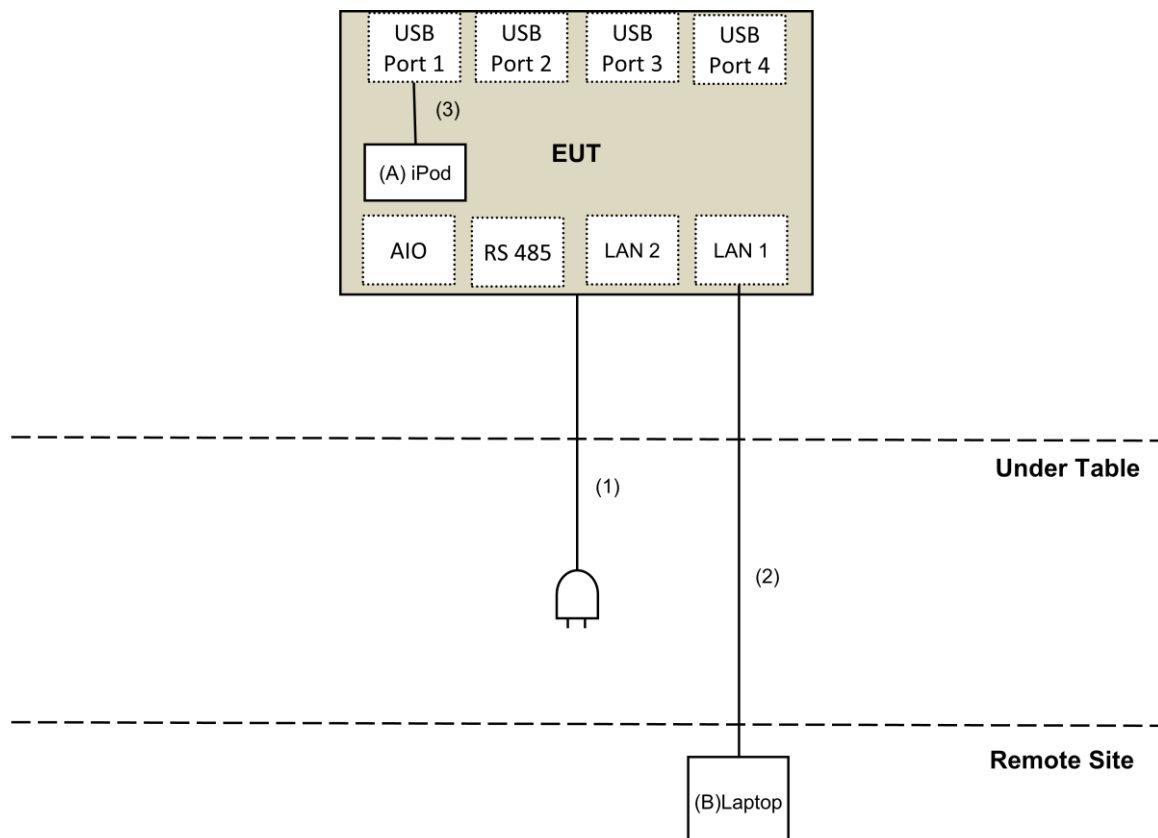 USB
Port 1
USB
Port 2
USB
Port 3
USB
Port 4
(3)
EUT
(A) iPod
AIO
RS 485
LAN 2
LAN 1
Under Table
(1)
(2)
Remote Site
(B)Laptop